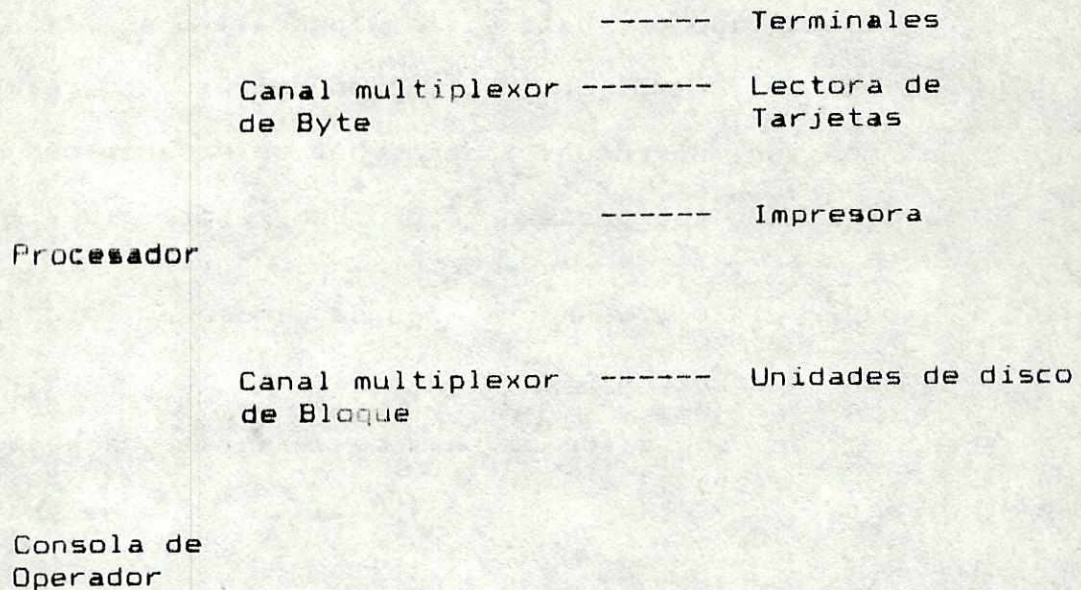 ------ Terminales
Canal multiplexor ------- Lectora de
de Byte Tarjetas
------ Impresora
Procesador
Canal multiplexor ------ Unidades de disco
de Bloque
Consola de
Operador